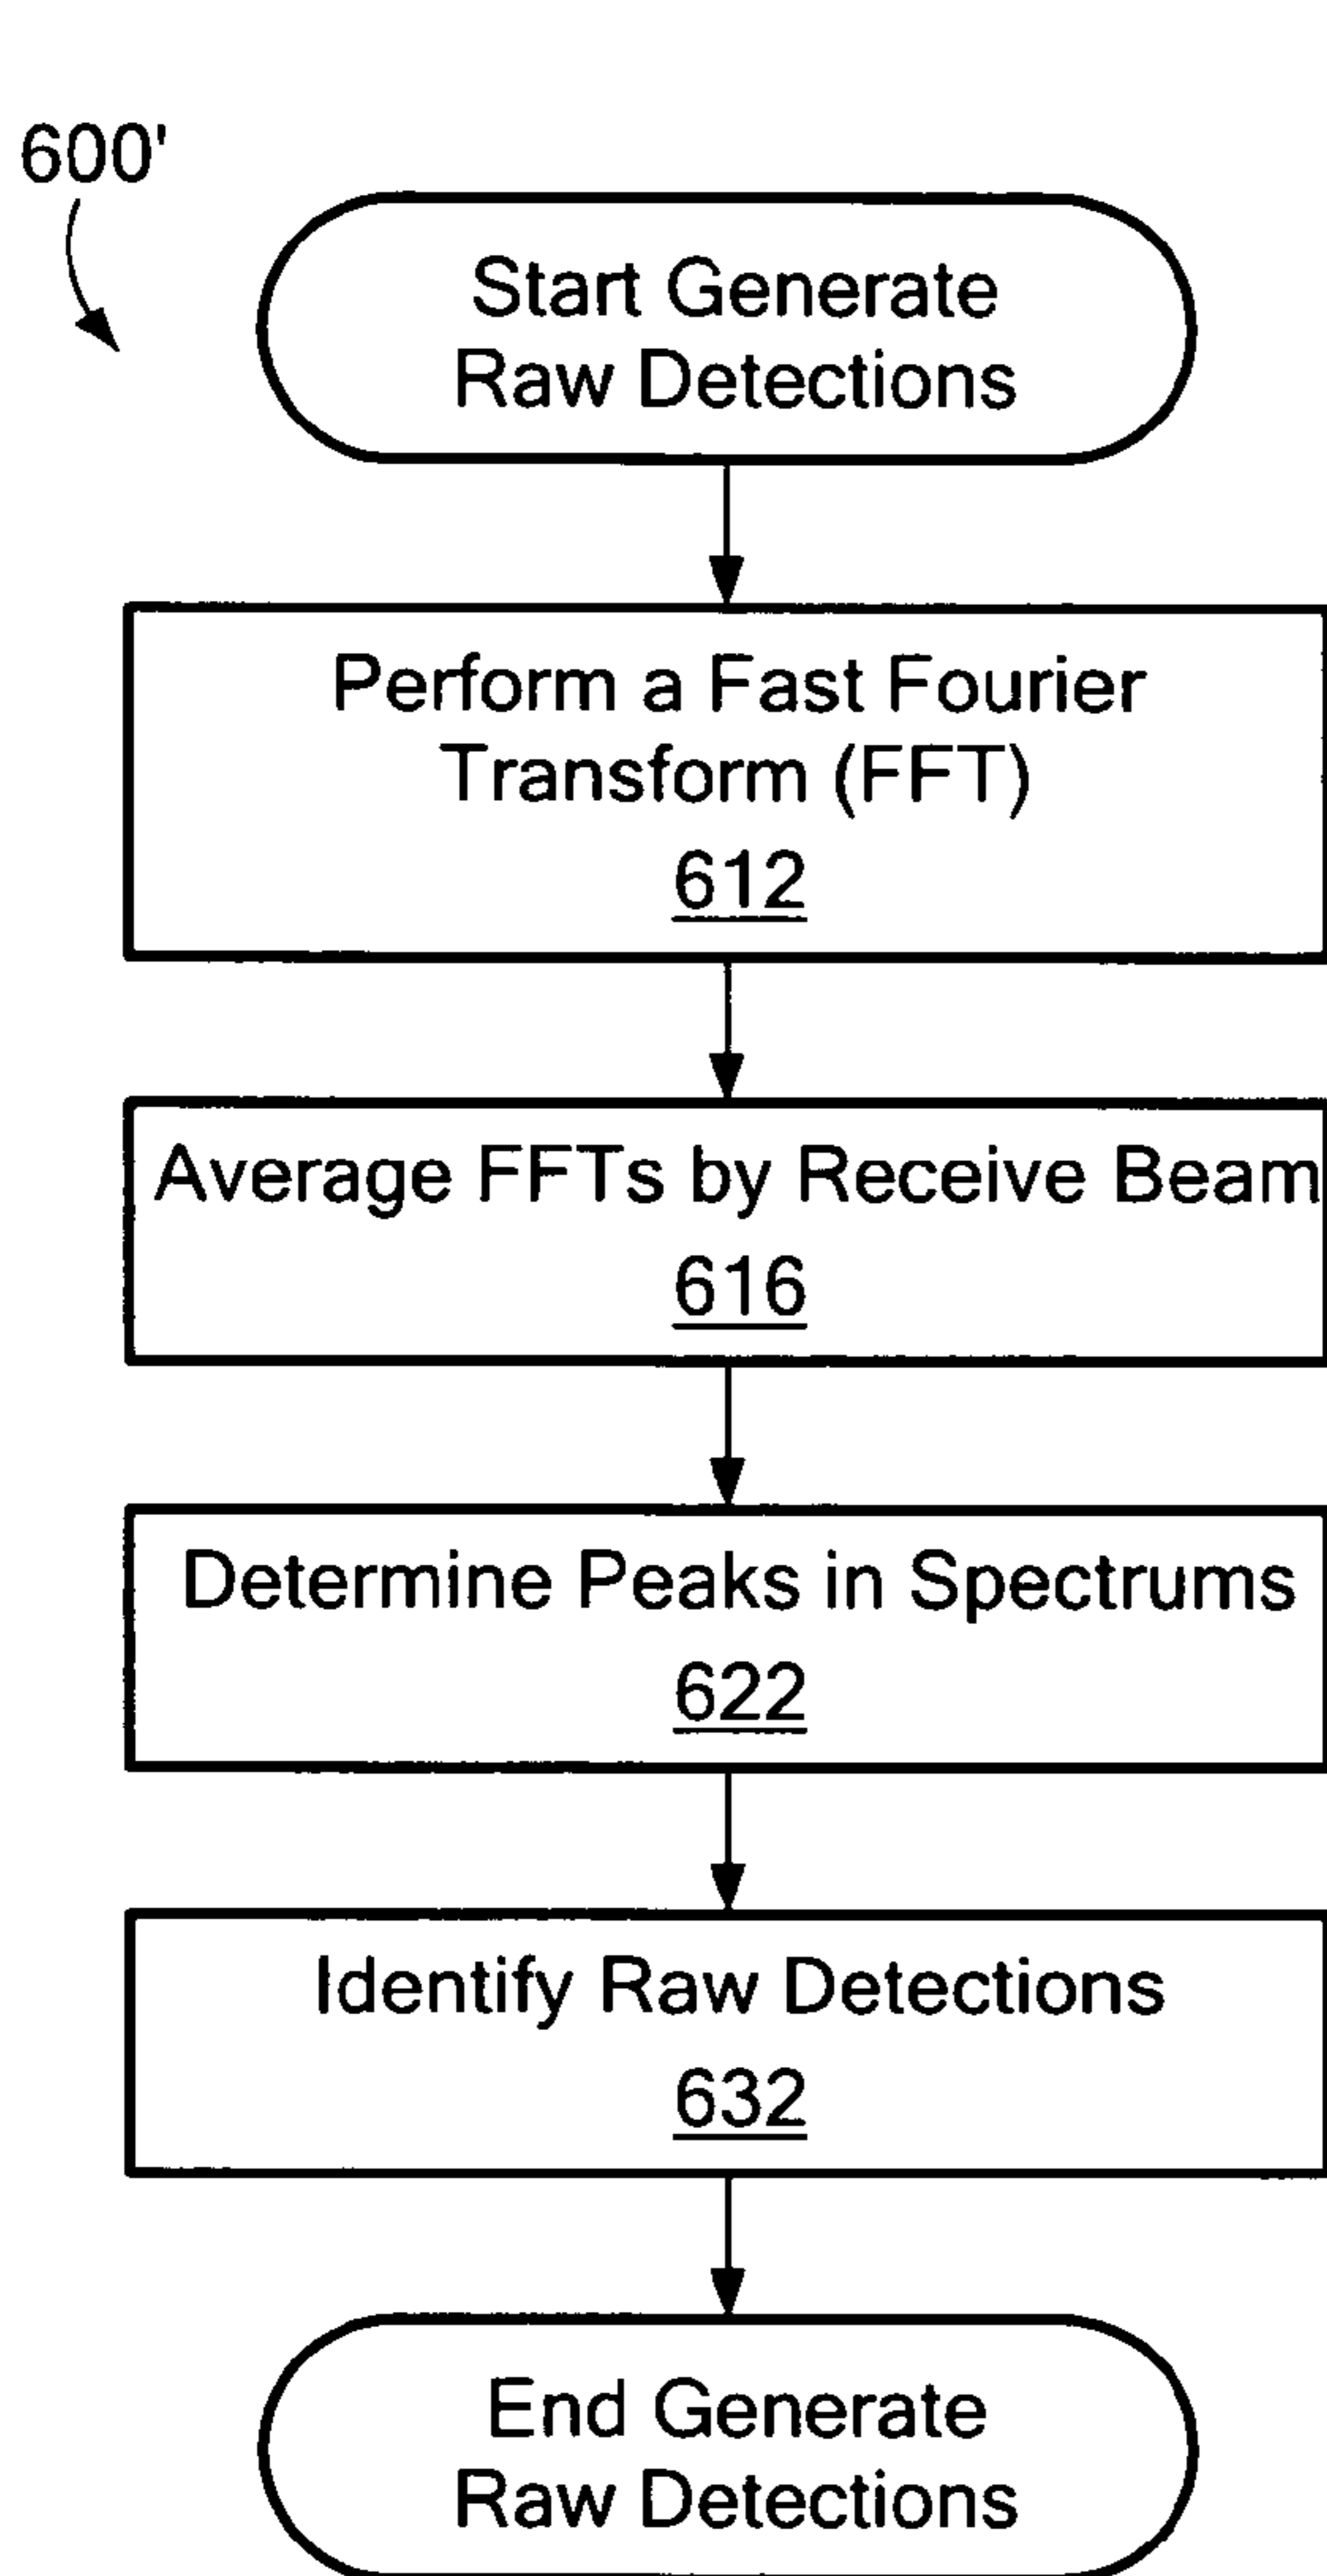 600'
Start Generate
Raw Detections
Perform a Fast Fourier
Transform (FFT)
612
Average FFTs by Receive Beam
616
Determine Peaks in Spectrums
622
Identify Raw Detections
632
End Generate
Raw Detections